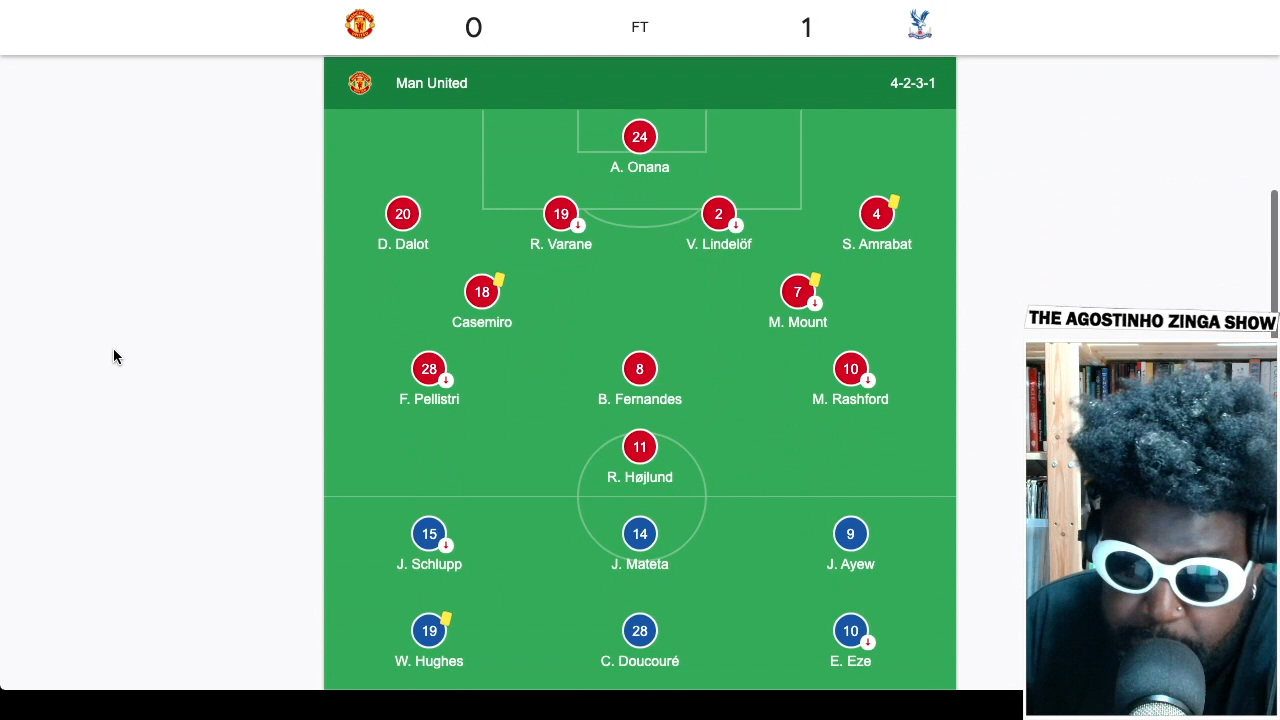 0 FT 1
Man United 4-2-3-1
24
A. Onana
20 19 2 4
D. Dalot R. Varane V. Lindelöf S. Amrabat
18 7
Casemiro M. Mount
28 8 10
F. Pellistri B. Fernandes M. Rashford
11
R. Højlund
15 14 9
J. Schlupp J. Mateta J. Ayew
19 28 10
W. Hughes C. Doucouré E. Eze
THE AGOSTINHO ZINGA SHOW